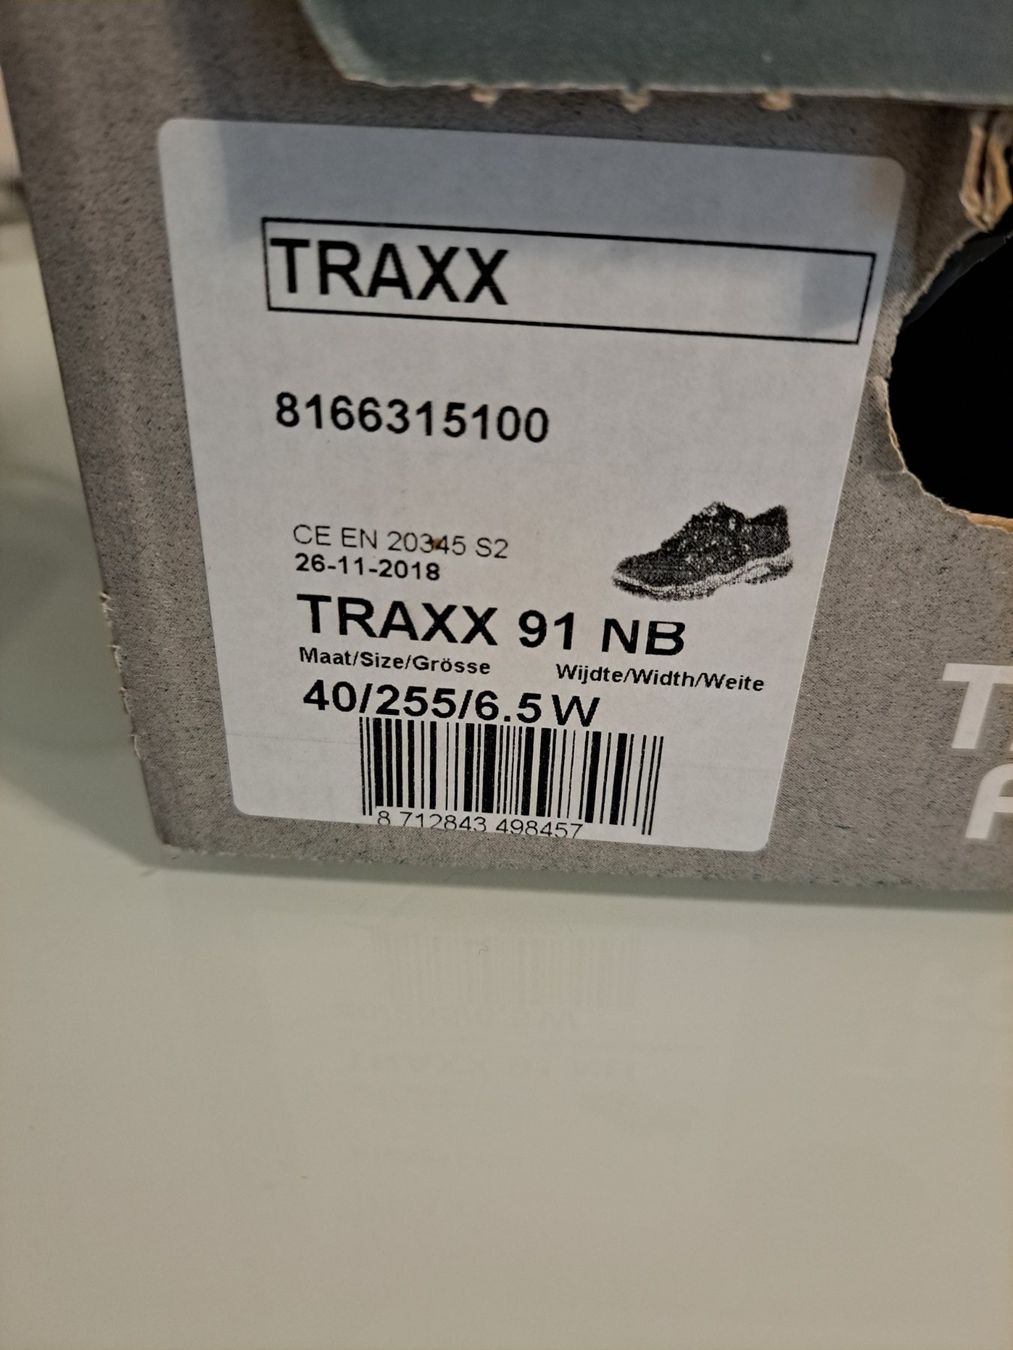 TRAXX
8166315100
CE EN 20345 S2
26-11-2018
TRAXX 91 NB
Maat/Size/Grösse Wijdte/Width/Weite
40/255/6.5 W
8 712843 498457